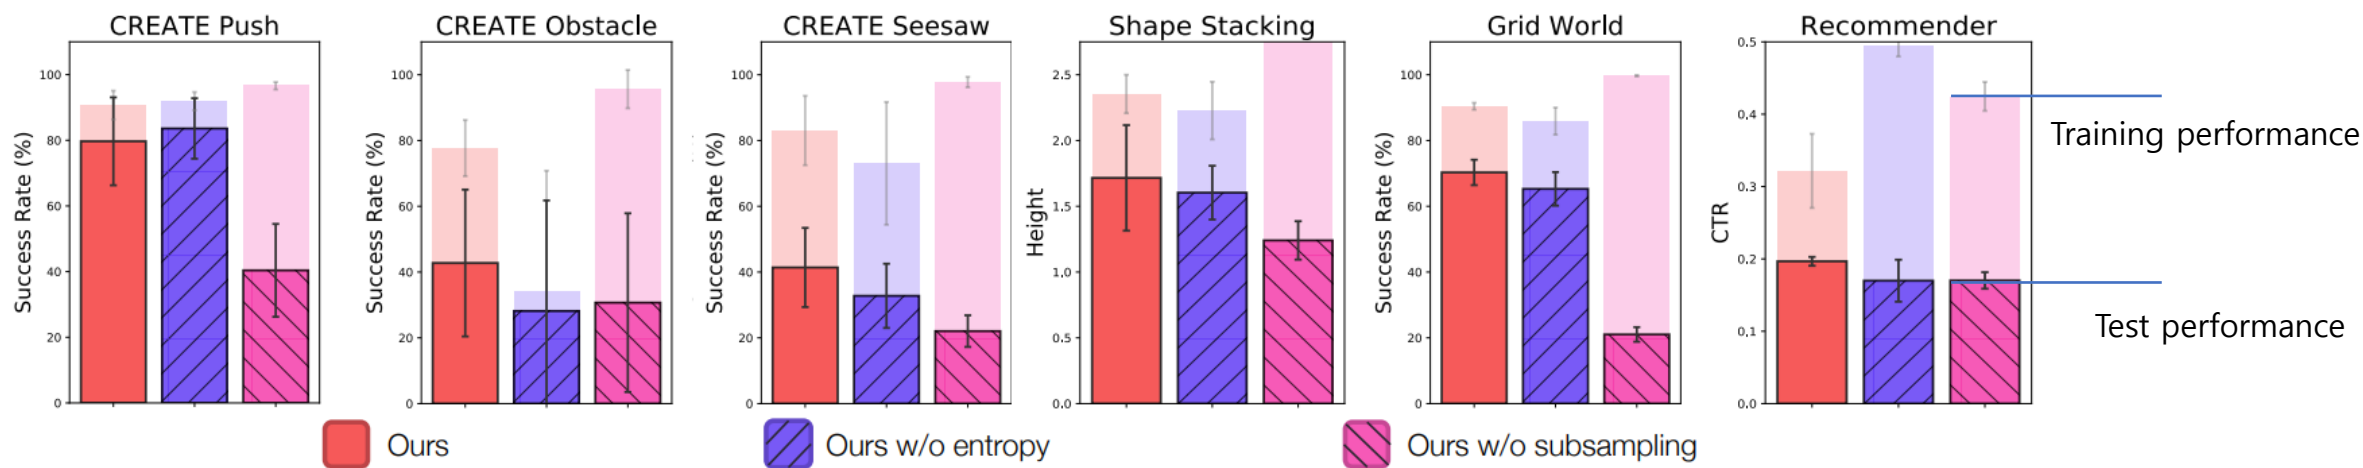 CREATE Push
CREATE Obstacle
CREATE Seesaw
Shape Stacking
Grid World
Recommender
Success Rate (%)
100
80
60
40
20
0
Success Rate (%)
100
80
60
40
20
0
Success Rate (%)
100
80
60
40
20
0
Height
2.5
2.0
1.5
1.0
0.5
0.0
Success Rate (%)
100
80
60
40
20
0
CTR
0.5
0.4
0.3
0.2
0.1
0.0
Training performance
Test performance
Ours
Ours w/o entropy
Ours w/o subsampling